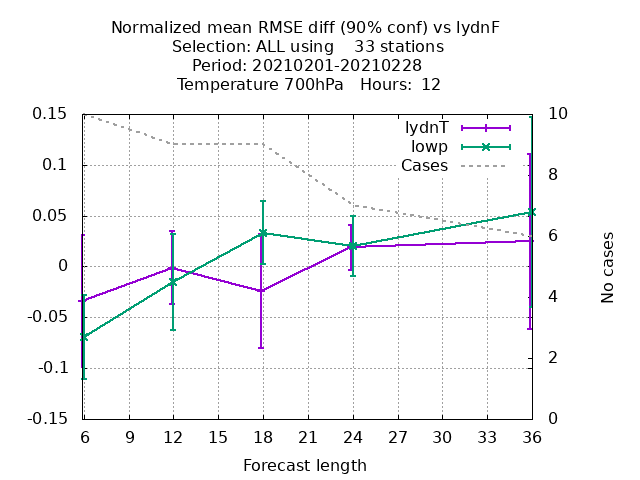 Normalized mean RMSE diff (90% conf) vs lydnF
Selection: ALL using    33 stations
Period: 20210201-20210228
Temperature 700hPa   Hours:  12
0.15
0.1
0.05
0
-0.05
-0.1
-0.15
lydnT
lowp
Cases
10
8
6
4
2
0
No cases
6 9 12 15 18 21 24 27 30 33 36
Forecast length